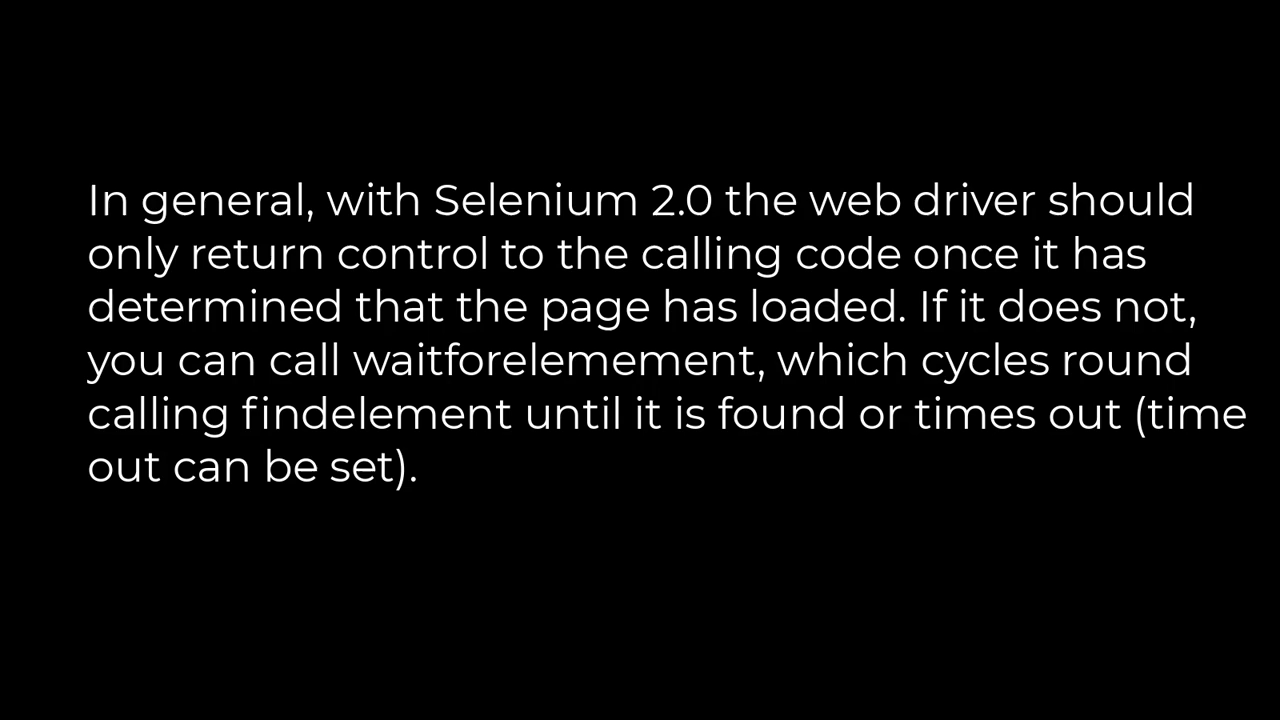 In general, with Selenium 2.0 the web driver should
only return control to the calling code once it has
determined that the page has loaded. If it does not,
you can call waitforelemement, which cycles round
calling findelement until it is found or times out (time
out can be set).